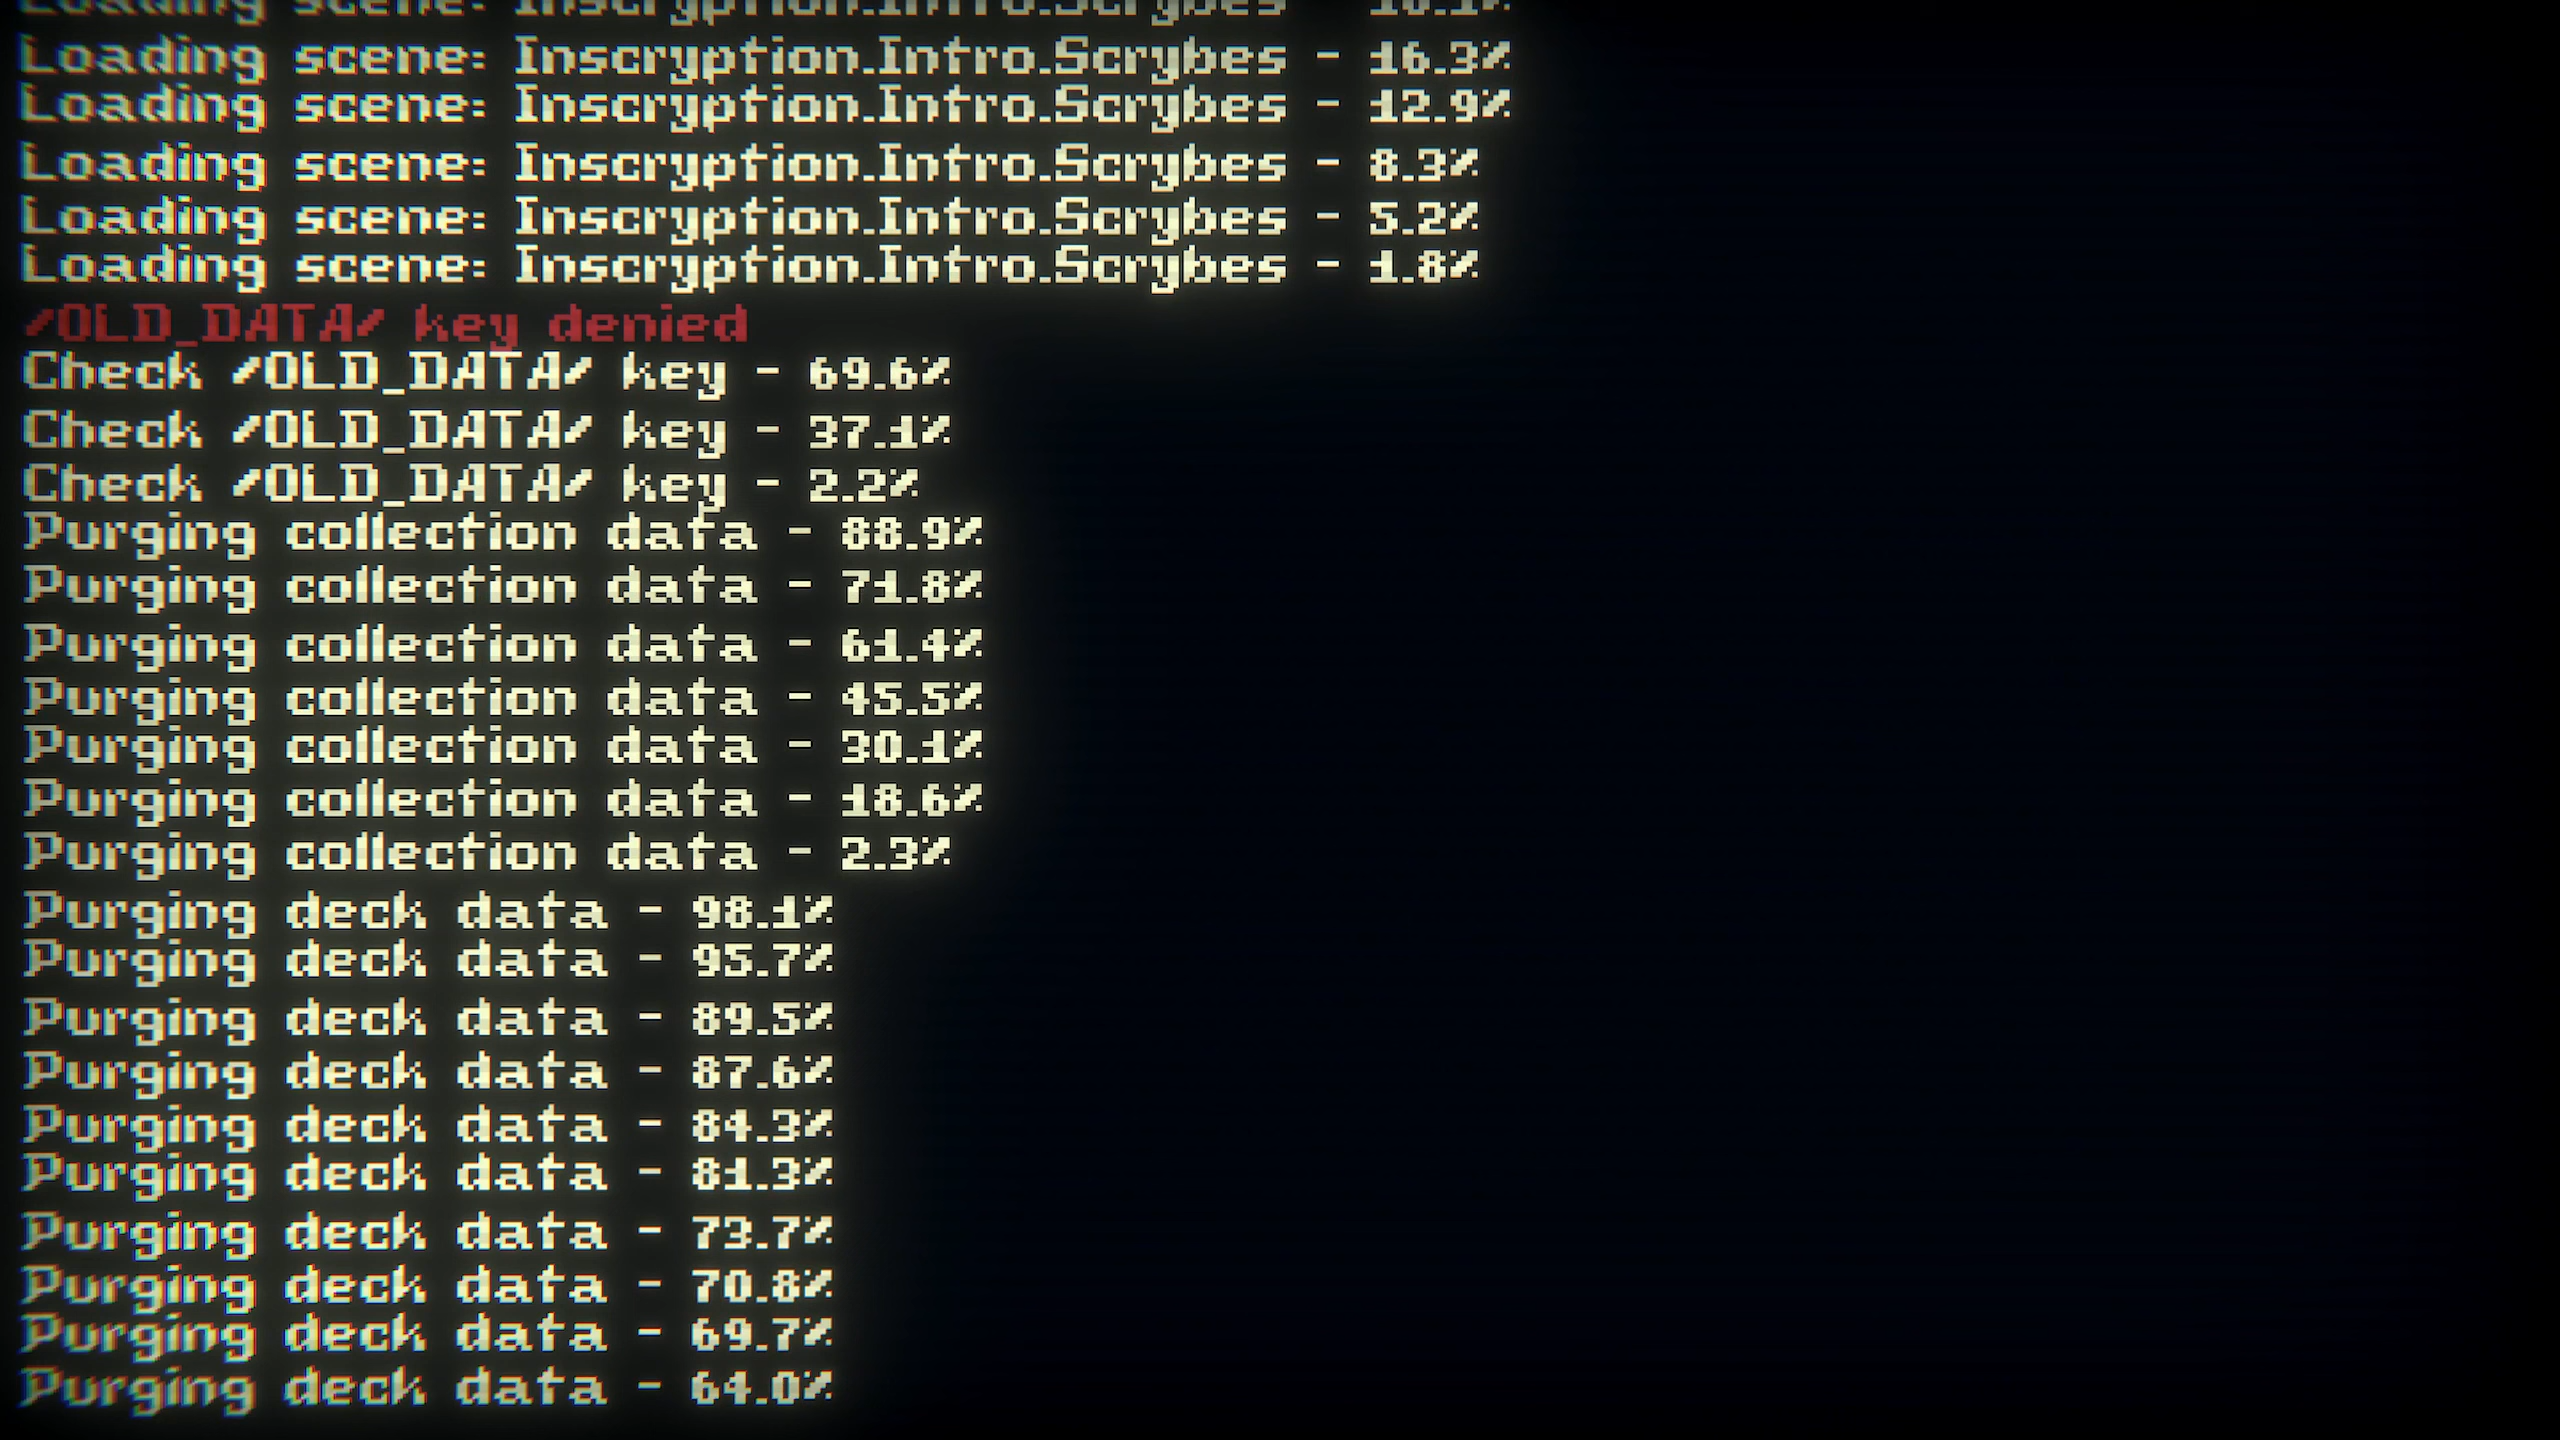 Loading scene: Inscryption.Intro.Scrybes - 16.3%
Loading scene: Inscryption.Intro.Scrybes - 12.9%
Loading scene: Inscryption.Intro.Scrybes - 8.3%
Loading scene: Inscryption.Intro.Scrybes - 5.2%
Loading scene: Inscryption.Intro.Scrybes - 1.8%
/OLD_DATA/ key denied
Check /OLD_DATA/ key - 69.6%
Check /OLD_DATA/ key - 37.1%
Check /OLD_DATA/ key - 2.2%
Purging collection data - 88.9%
Purging collection data - 71.8%
Purging collection data - 61.4%
Purging collection data - 45.5%
Purging collection data - 30.1%
Purging collection data - 18.6%
Purging collection data - 2.3%
Purging deck data - 98.1%
Purging deck data - 95.7%
Purging deck data - 89.5%
Purging deck data - 87.6%
Purging deck data - 84.3%
Purging deck data - 81.3%
Purging deck data - 73.7%
Purging deck data - 70.8%
Purging deck data - 69.7%
Purging deck data - 64.0%